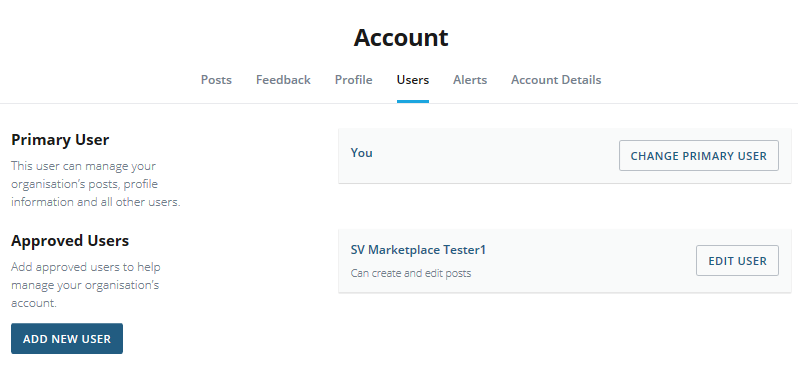 Account
Posts Feedback Profile Users Alerts Account Details
Primary User
This user can manage your
organisation's posts, profile
information and all other users.
You
CHANGE PRIMARY USER
Approved Users
Add approved users to help
manage your organisation's
account.
ADD NEW USER
SV Marketplace Tester1
Can create and edit posts
EDIT USER